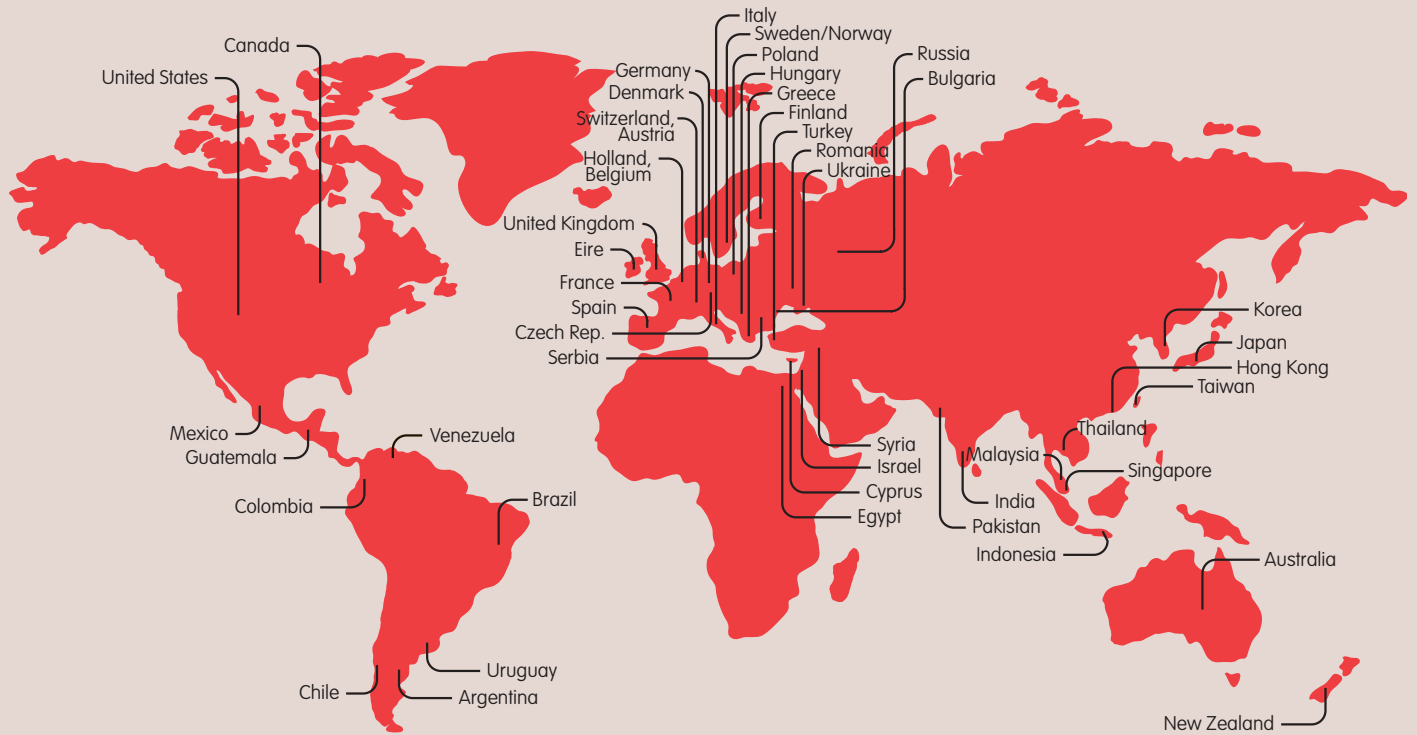 Canada
United States
Italy
Sweden/Norway
Poland
Hungary
Greece
Finland
Turkey
Romania
Ukraine
Russia
Bulgaria
Germany
Denmark
Switzerland,
Austria
Holland,
Belgium
United Kingdom
Eire
France
Spain
Czech Rep.
Serbia
Korea
Japan
Hong Kong
Taiwan
Thailand
Malaysia
Singapore
India
Pakistan
Indonesia
Syria
Israel
Cyprus
Egypt
Mexico
Guatemala
Venezuela
Colombia
Brazil
Uruguay
Chile
Argentina
Australia
New Zealand